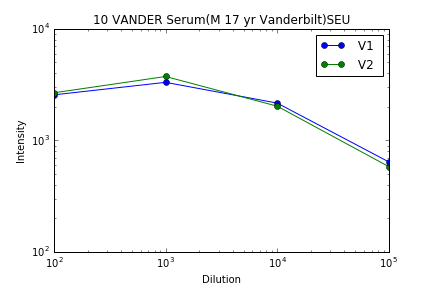 10 VANDER Serum(M 17 yr Vanderbilt)SEU
V1
V2
Intensity
10^4
10^3
10^2
10^2 10^3 10^4 10^5
Dilution